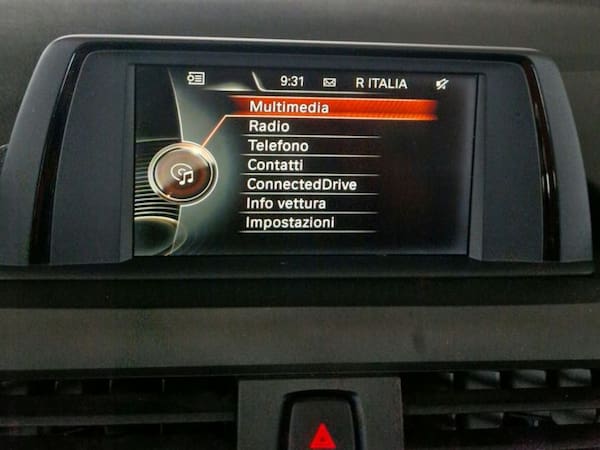 9:31 R ITALIA
Multimedia
Radio
Telefono
Contatti
ConnectedDrive
Info vettura
Impostazioni